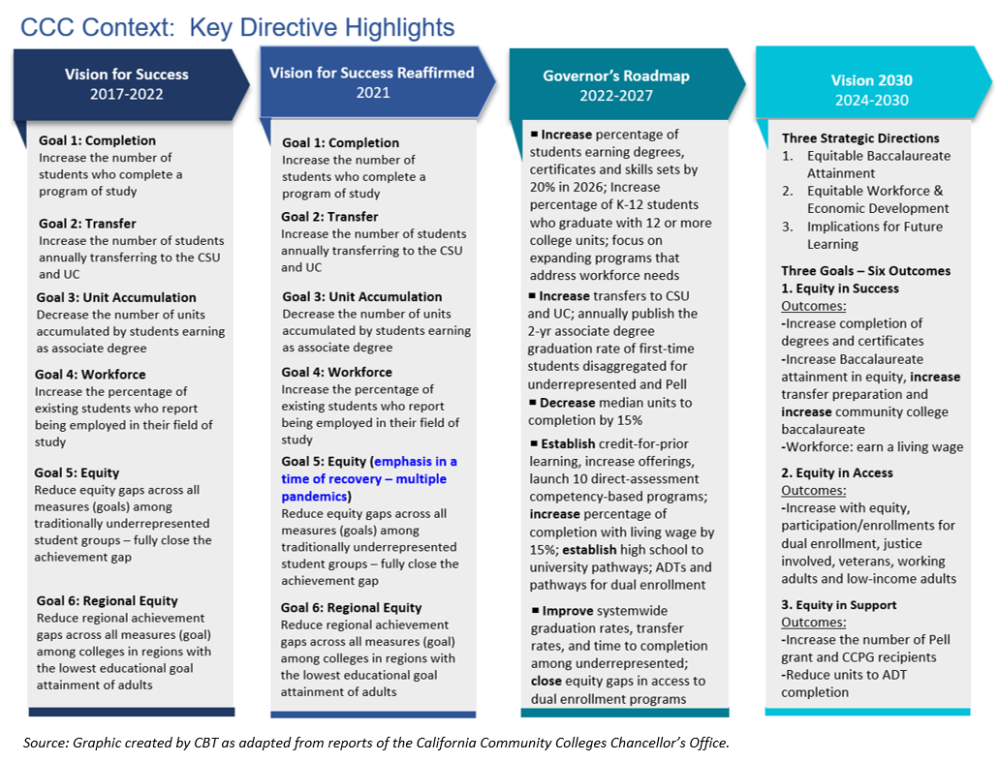 CCC Context:  Key Directive Highlights
Vision for Success
2017-2022
Goal 1: Completion
Increase the number of
students who complete a
program of study
Goal 2: Transfer
Increase the number of students
annually transferring to the CSU
and UC
Goal 3: Unit Accumulation
Decrease the number of units
accumulated by students earning
as associate degree
Goal 4: Workforce
Increase the percentage of
existing students who report
being employed in their field of
study
Goal 5: Equity
Reduce equity gaps across all
measures (goals) among
traditionally underrepresented
student groups – fully close the
achievement gap
Goal 6: Regional Equity
Reduce regional achievement
gaps across all measures (goal)
among colleges in regions with
the lowest educational goal
attainment of adults
Vision for Success Reaffirmed
2021
Goal 1: Completion
Increase the number of
students who complete a
program of study
Goal 2: Transfer
Increase the number of students
annually transferring to the CSU
and UC
Goal 3: Unit Accumulation
Decrease the number of units
accumulated by students earning
as associate degree
Goal 4: Workforce
Increase the percentage of
existing students who report
being employed in their field of
study
Goal 5: Equity (emphasis in a
time of recovery – multiple
pandemics)
Reduce equity gaps across all
measures (goals) among
traditionally underrepresented
student groups – fully close the
achievement gap
Goal 6: Regional Equity
Reduce regional achievement
gaps across all measures (goal)
among colleges in regions with
the lowest educational goal
attainment of adults
Governor's Roadmap
2022-2027
▪ Increase percentage of
students earning degrees,
certificates and skills sets by
20% in 2026; Increase
percentage of K-12 students
who graduate with 12 or more
college units; focus on
expanding programs that
address workforce needs
▪ Increase transfers to CSU
and UC; annually publish the
2-yr associate degree
graduation rate of first-time
students disaggregated for
underrepresented and Pell
▪ Decrease median units to
completion by 15%
▪ Establish credit-for-prior
learning, increase offerings,
launch 10 direct-assessment
competency-based programs;
increase percentage of
completion with living wage by
15%; establish high school to
university pathways; ADTs and
pathways for dual enrollment
▪ Improve systemwide
graduation rates, transfer
rates, and time to completion
among underrepresented;
close equity gaps in access to
dual enrollment programs
Vision 2030
2024-2030
Three Strategic Directions
1. Equitable Baccalaureate
Attainment
2. Equitable Workforce &
Economic Development
3. Implications for Future
Learning
Three Goals – Six Outcomes
1. Equity in Success
Outcomes:
-Increase completion of
degrees and certificates
-Increase Baccalaureate
attainment in equity, increase
transfer preparation and
increase community college
baccalaureate
-Workforce: earn a living wage
2. Equity in Access
Outcomes:
-Increase with equity,
participation/enrollments for
dual enrollment, justice
involved, veterans, working
adults and low-income adults
3. Equity in Support
Outcomes:
-Increase the number of Pell
grant and CCPG recipients
-Reduce units to ADT
completion
Source: Graphic created by CBT as adapted from reports of the California Community Colleges Chancellor's Office.